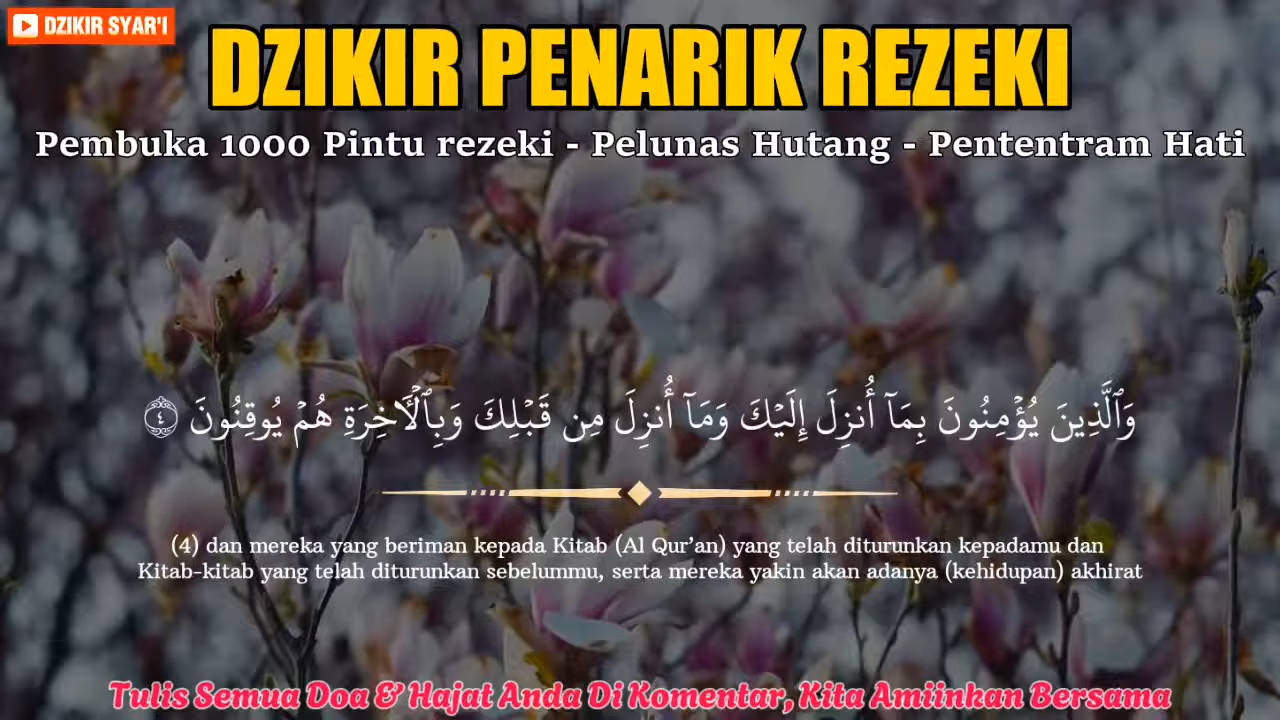 DZIKIR SYAR'I
DZIKIR PENARIK REZEKI
Pembuka 1000 Pintu rezeki - Pelunas Hutang - Pententram Hati
وَٱلَّذِينَ يُؤْمِنُونَ بِمَآ أُنزِلَ إِلَيْكَ وَمَآ أُنزِلَ مِن قَبْلِكَ وَبِٱلْـَٔاخِرَةِ هُمْ يُوقِنُونَ ٤
(4) dan mereka yang beriman kepada Kitab (Al Qur’an) yang telah diturunkan kepadamu dan
Kitab-kitab yang telah diturunkan sebelummu, serta mereka yakin akan adanya (kehidupan) akhirat
Tulis Semua Doa & Hajat Anda Di Komentar, Kita Amiinkan Bersama